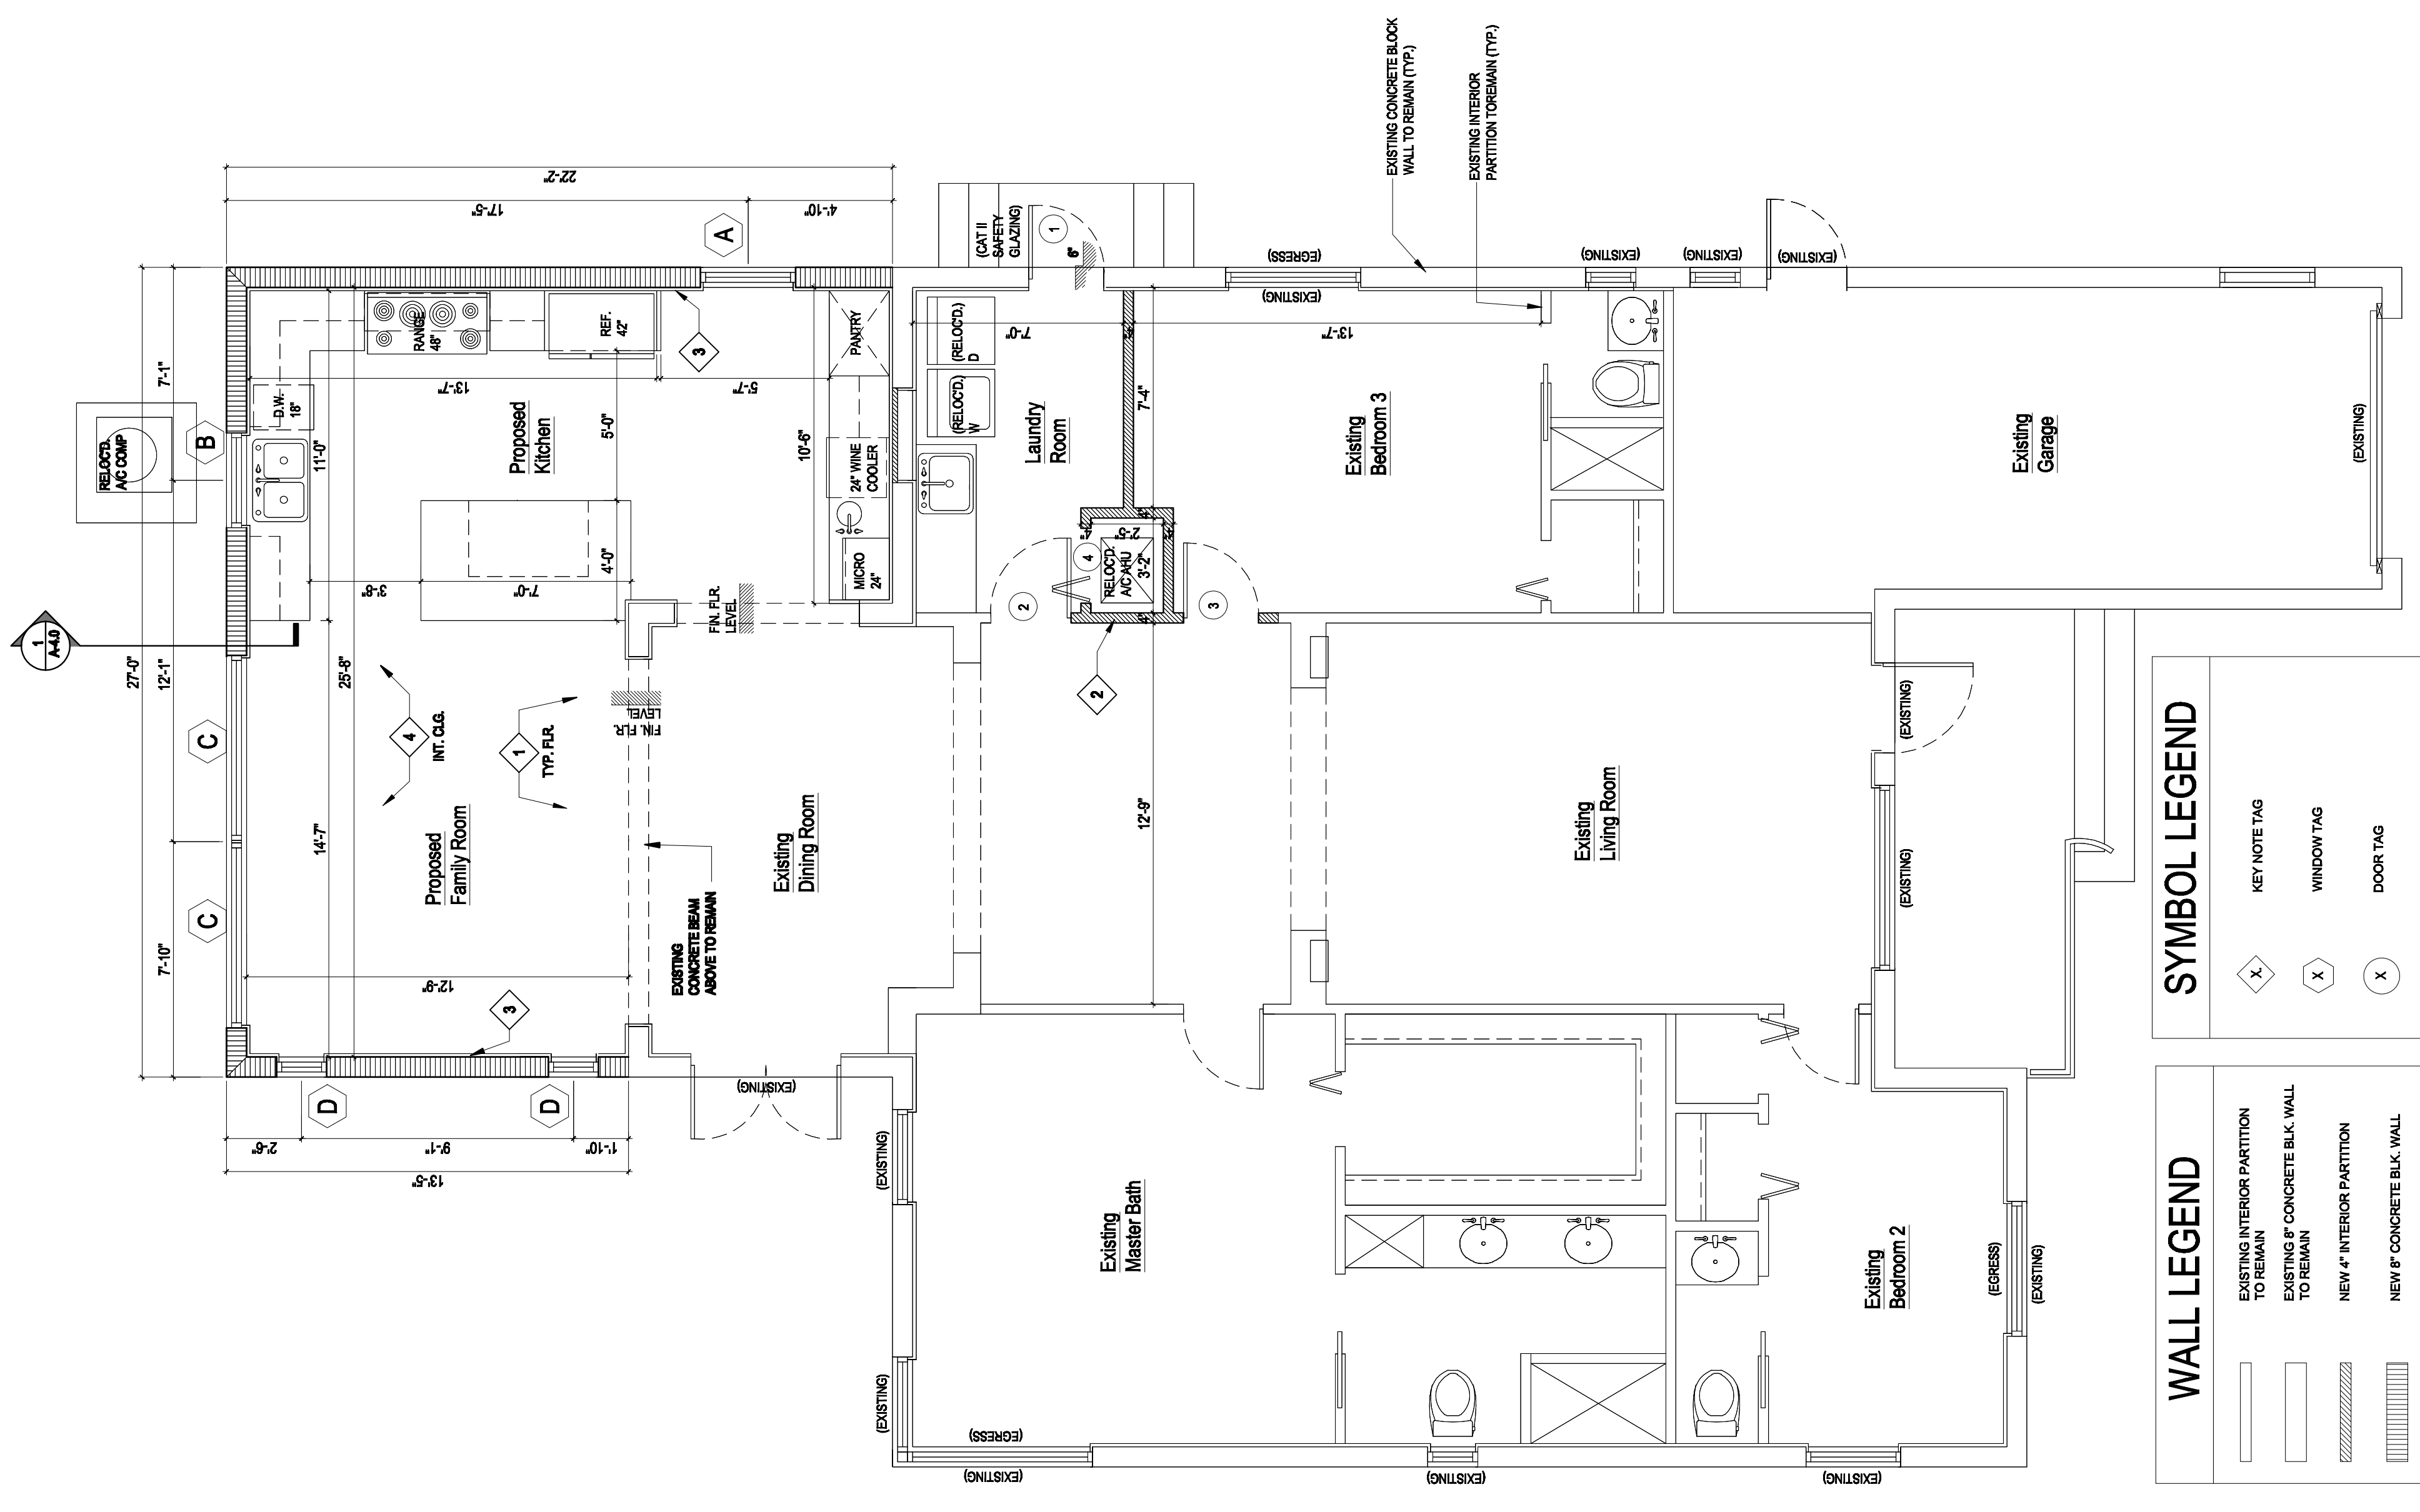 1
A-4.0
27'-0"
7'-10"
12'-1"
7'-1"
C
C
B
RELOC'D.
A/C COMP
22'-2"
17'-5"
4'-10"
A
13'-5"
2'-6"
9'-1"
1'-10"
D
D
25'-8"
14'-7"
11'-0"
12'-9"
3'-8"
7'-0"
13'-7"
5'-7"
5'-0"
4'-0"
10'-6"
D.W.
18"
RANGE
48"
REF.
42"
PANTRY
24" WINE
COOLER
MICRO
24"
Proposed
Kitchen
Proposed
Family Room
4
INT. CLG.
1
TYP. FLR.
3
3
FIN. FLR.
LEVEL
FIN. FLR.
LEVEL
EXISTING
CONCRETE BEAM
ABOVE TO REMAIN
Existing
Dining Room
(EXISTING)
(CAT II
SAFETY
GLAZING)
1
6"
(RELOC'D.)
D
(RELOC'D.)
W
Laundry
Room
7'-0"
4"
13'-7"
7'-4"
4"
4"
2'-5"
4"
3'-2"
4"
RELOC'D.
A/C AHU
4
2
3
2
12'-9"
(EGRESS)
(EXISTING)
Existing
Bedroom 3
EXISTING CONCRETE BLOCK
WALL TO REMAIN (TYP.)
EXISTING INTERIOR
PARTITION TOREMAIN (TYP.)
(EXISTING)
(EXISTING)
(EXISTING)
Existing
Garage
(EXISTING)
Existing
Living Room
(EXISTING)
(EXISTING)
Existing
Master Bath
(EXISTING)
(EXISTING)
(EGRESS)
(EXISTING)
(EXISTING)
(EXISTING)
Existing
Bedroom 2
(EGRESS)
(EXISTING)
WALL LEGEND
EXISTING INTERIOR PARTITION
TO REMAIN
EXISTING 8" CONCRETE BLK. WALL
TO REMAIN
NEW 4" INTERIOR PARTITION
NEW 8" CONCRETE BLK. WALL
SYMBOL LEGEND
X.
KEY NOTE TAG
X
WINDOW TAG
X
DOOR TAG